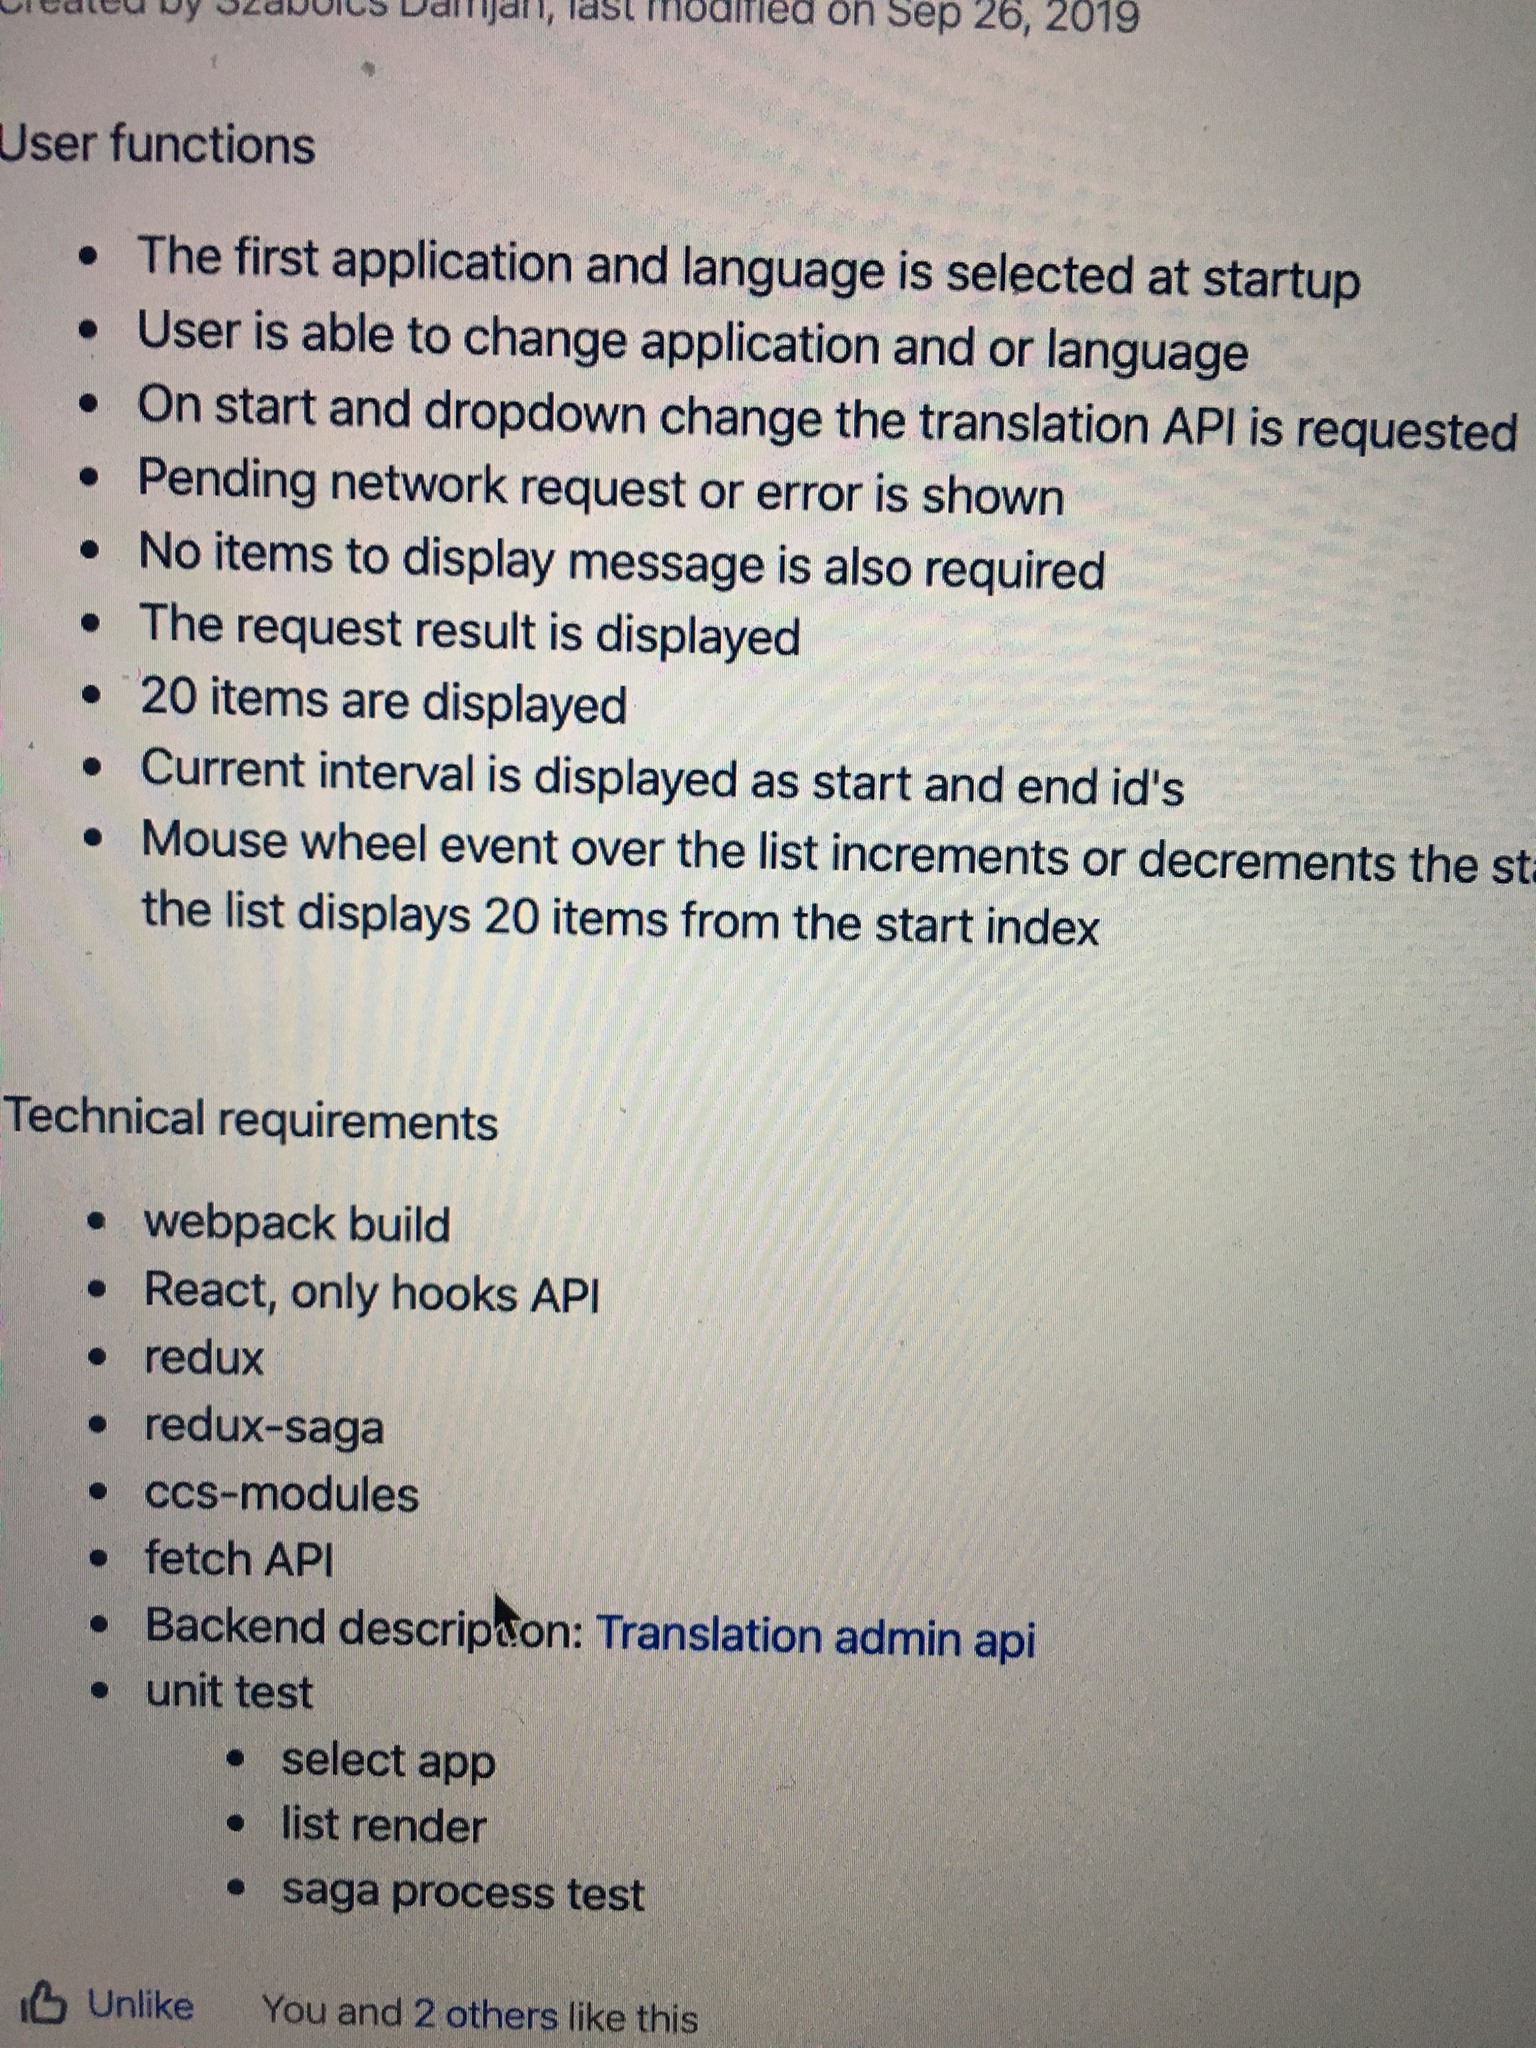 Created by Szabolcs Damjan, last modified on Sep 26, 2019
User functions
• The first application and language is selected at startup
• User is able to change application and or language
• On start and dropdown change the translation API is requested
• Pending network request or error is shown
• No items to display message is also required
• The request result is displayed
• 20 items are displayed
• Current interval is displayed as start and end id's
• Mouse wheel event over the list increments or decrements the
the list displays 20 items from the start index
Technical requirements
• webpack build
• React, only hooks API
• redux
• redux-saga
• ccs-modules
• fetch API
• Backend description: Translation admin api
• unit test
• select app
• list render
• saga process test
Unlike You and 2 others like this